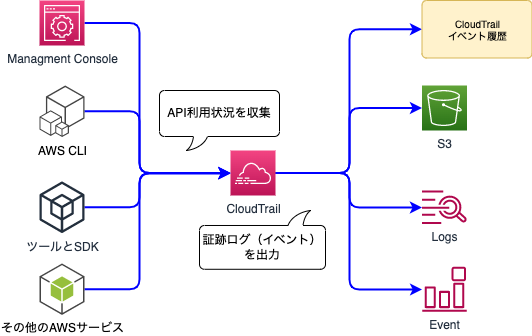 Managment Console
AWS CLI
ツールとSDK
その他のAWSサービス
API利用状況を収集
CloudTrail
証跡ログ（イベント）
を出力
CloudTrail
イベント履歴
S3
Logs
Event